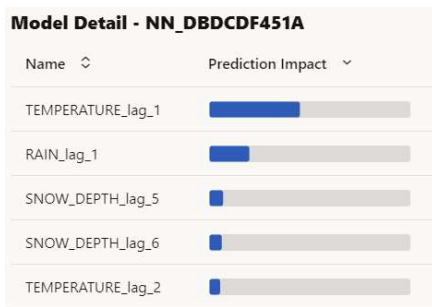 Model Detail - NN_DBDCDF451A
Name Prediction Impact
TEMPERATURE_lag_1
RAIN_lag_1
SNOW_DEPTH_lag_5
SNOW_DEPTH_lag_6
TEMPERATURE_lag_2